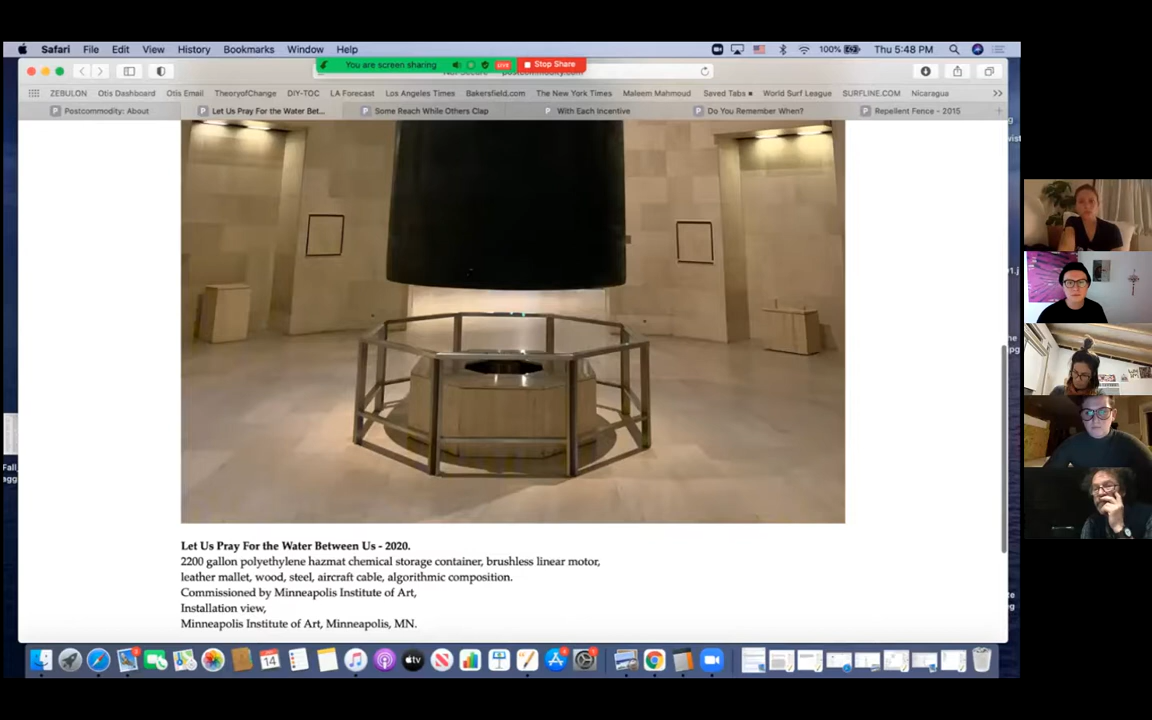 Safari File Edit View History Bookmarks Window Help 100% Thu 5:48 PM
You are screen sharing LIVE Stop Share
ZEBULON Otis Dashboard Otis Email TheoryofChange DIY-TOC LA Forecast Los Angeles Times Bakersfield.com The New York Times Maleem Mahmoud Saved Tabs World Surf League SURFLINE.COM Nicaragua
Postcommodity: About Let Us Pray For the Water Bet... Some Reach While Others Clap With Each Incentive Do You Remember When? Repellent Fence - 2015
Let Us Pray For the Water Between Us - 2020.
2200 gallon polyethylene hazmat chemical storage container, brushless linear motor,
leather mallet, wood, steel, aircraft cable, algorithmic composition.
Commissioned by Minneapolis Institute of Art,
Installation view,
Minneapolis Institute of Art, Minneapolis, MN.
14
tv